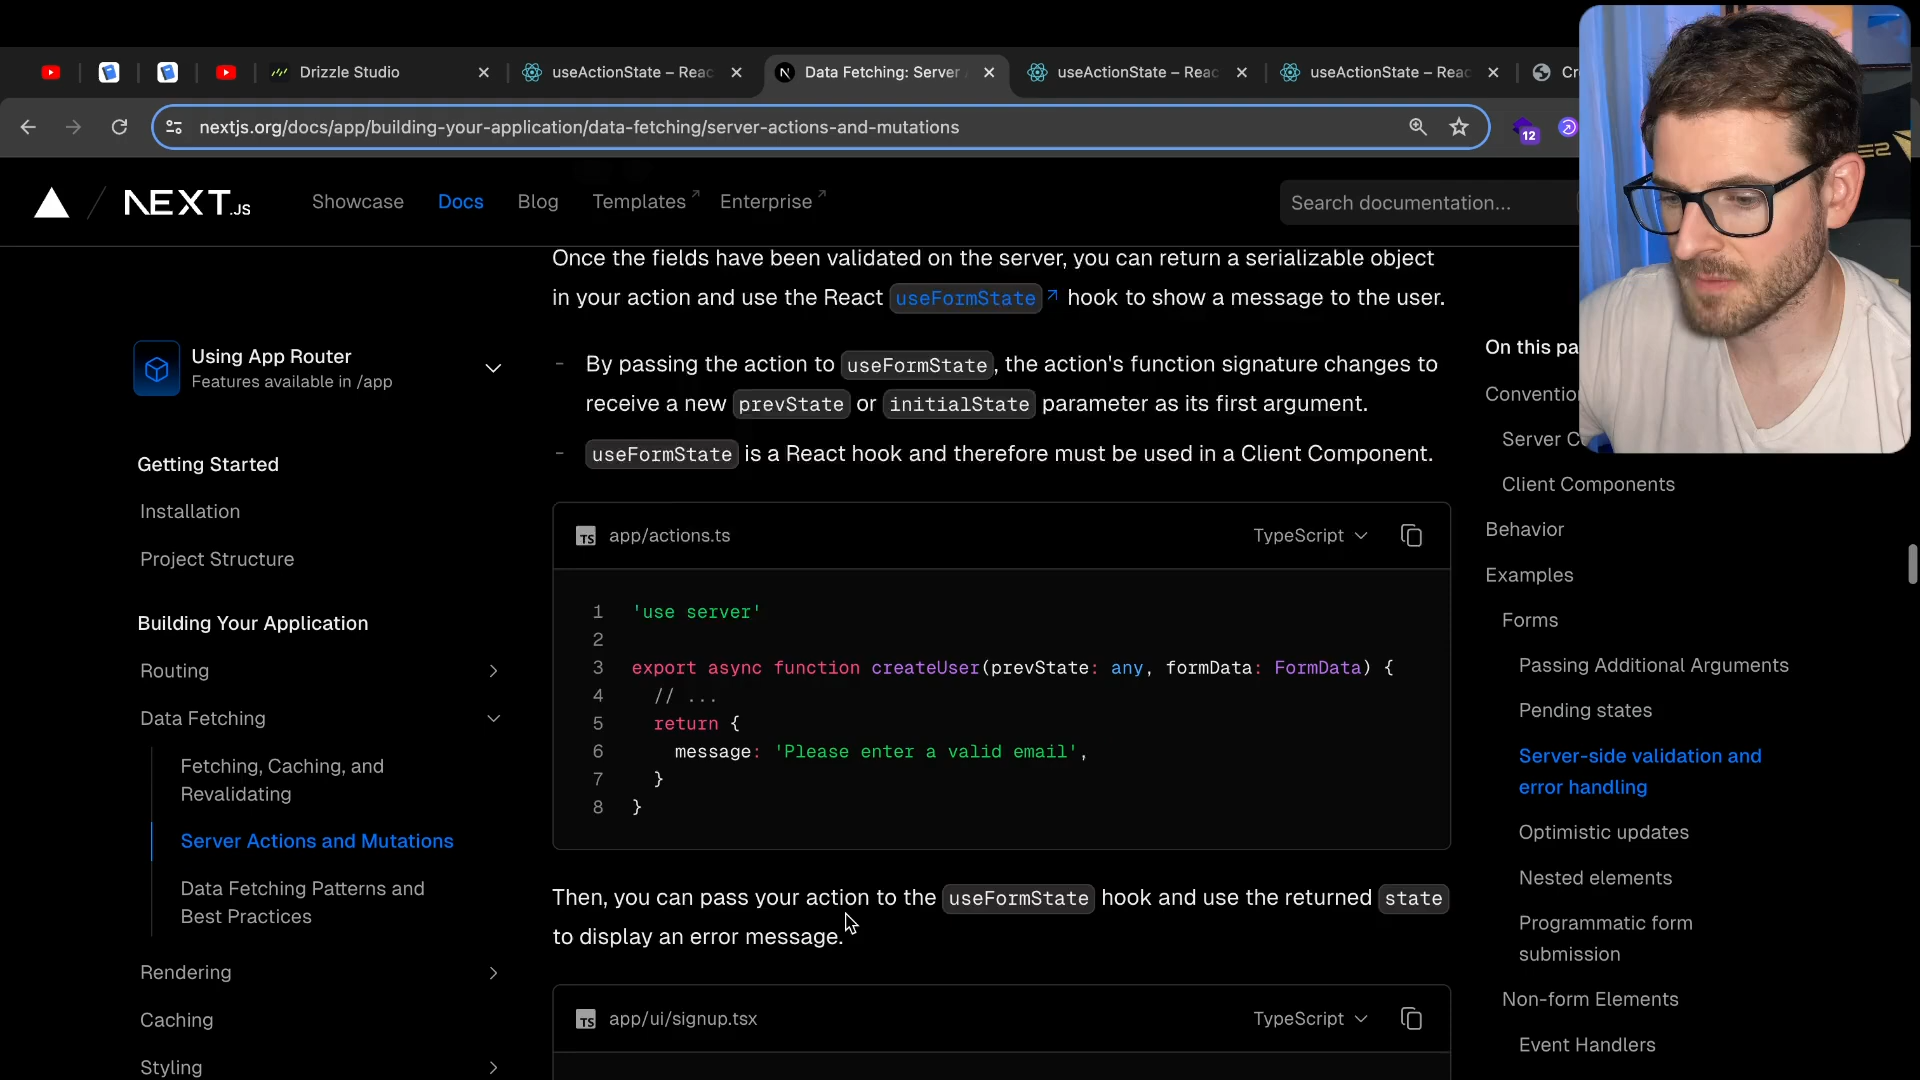 Drizzle Studio
useActionState – Reac
Data Fetching: Server
useActionState – Reac
useActionState – Reac
Cr
nextjs.org/docs/app/building-your-application/data-fetching/server-actions-and-mutations
12
NEXT.JS
Showcase
Docs
Blog
Templates
Enterprise
Search documentation...
Using App Router
Features available in /app
Getting Started
Installation
Project Structure
Building Your Application
Routing
Data Fetching
Fetching, Caching, and
Revalidating
Server Actions and Mutations
Data Fetching Patterns and
Best Practices
Rendering
Caching
Styling
Once the fields have been validated on the server, you can return a serializable object
in your action and use the React useFormState hook to show a message to the user.
- By passing the action to useFormState, the action's function signature changes to
receive a new prevState or initialState parameter as its first argument.
- useFormState is a React hook and therefore must be used in a Client Component.
TS app/actions.ts
TypeScript
1 'use server'
2
3 export async function createUser(prevState: any, formData: FormData) {
4 // ...
5 return {
6 message: 'Please enter a valid email',
7 }
8 }
Then, you can pass your action to the useFormState hook and use the returned state
to display an error message.
TS app/ui/signup.tsx
TypeScript
On this pa
Conventio
Server C
Client Components
Behavior
Examples
Forms
Passing Additional Arguments
Pending states
Server-side validation and
error handling
Optimistic updates
Nested elements
Programmatic form
submission
Non-form Elements
Event Handlers